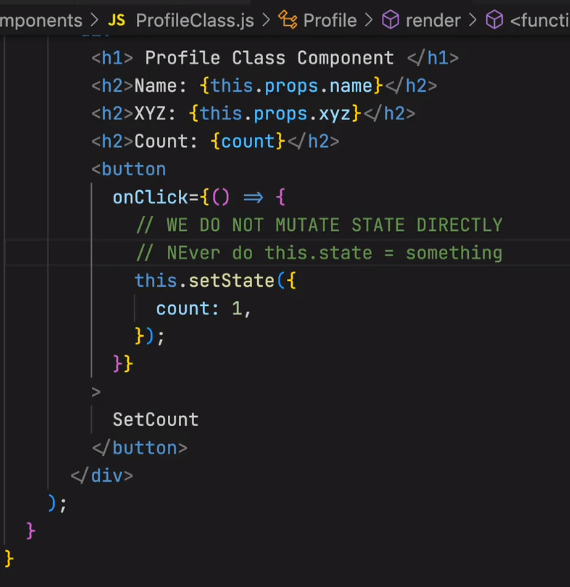 mponents > JS ProfileClass.js > Profile > render > <functi
<h1> Profile Class Component </h1>
<h2>Name: {this.props.name}</h2>
<h2>XYZ: {this.props.xyz}</h2>
<h2>Count: {count}</h2>
<button
onClick={() => {
// WE DO NOT MUTATE STATE DIRECTLY
// NEver do this.state = something
this.setState({
count: 1,
});
}}
>
SetCount
</button>
</div>
);
}
}